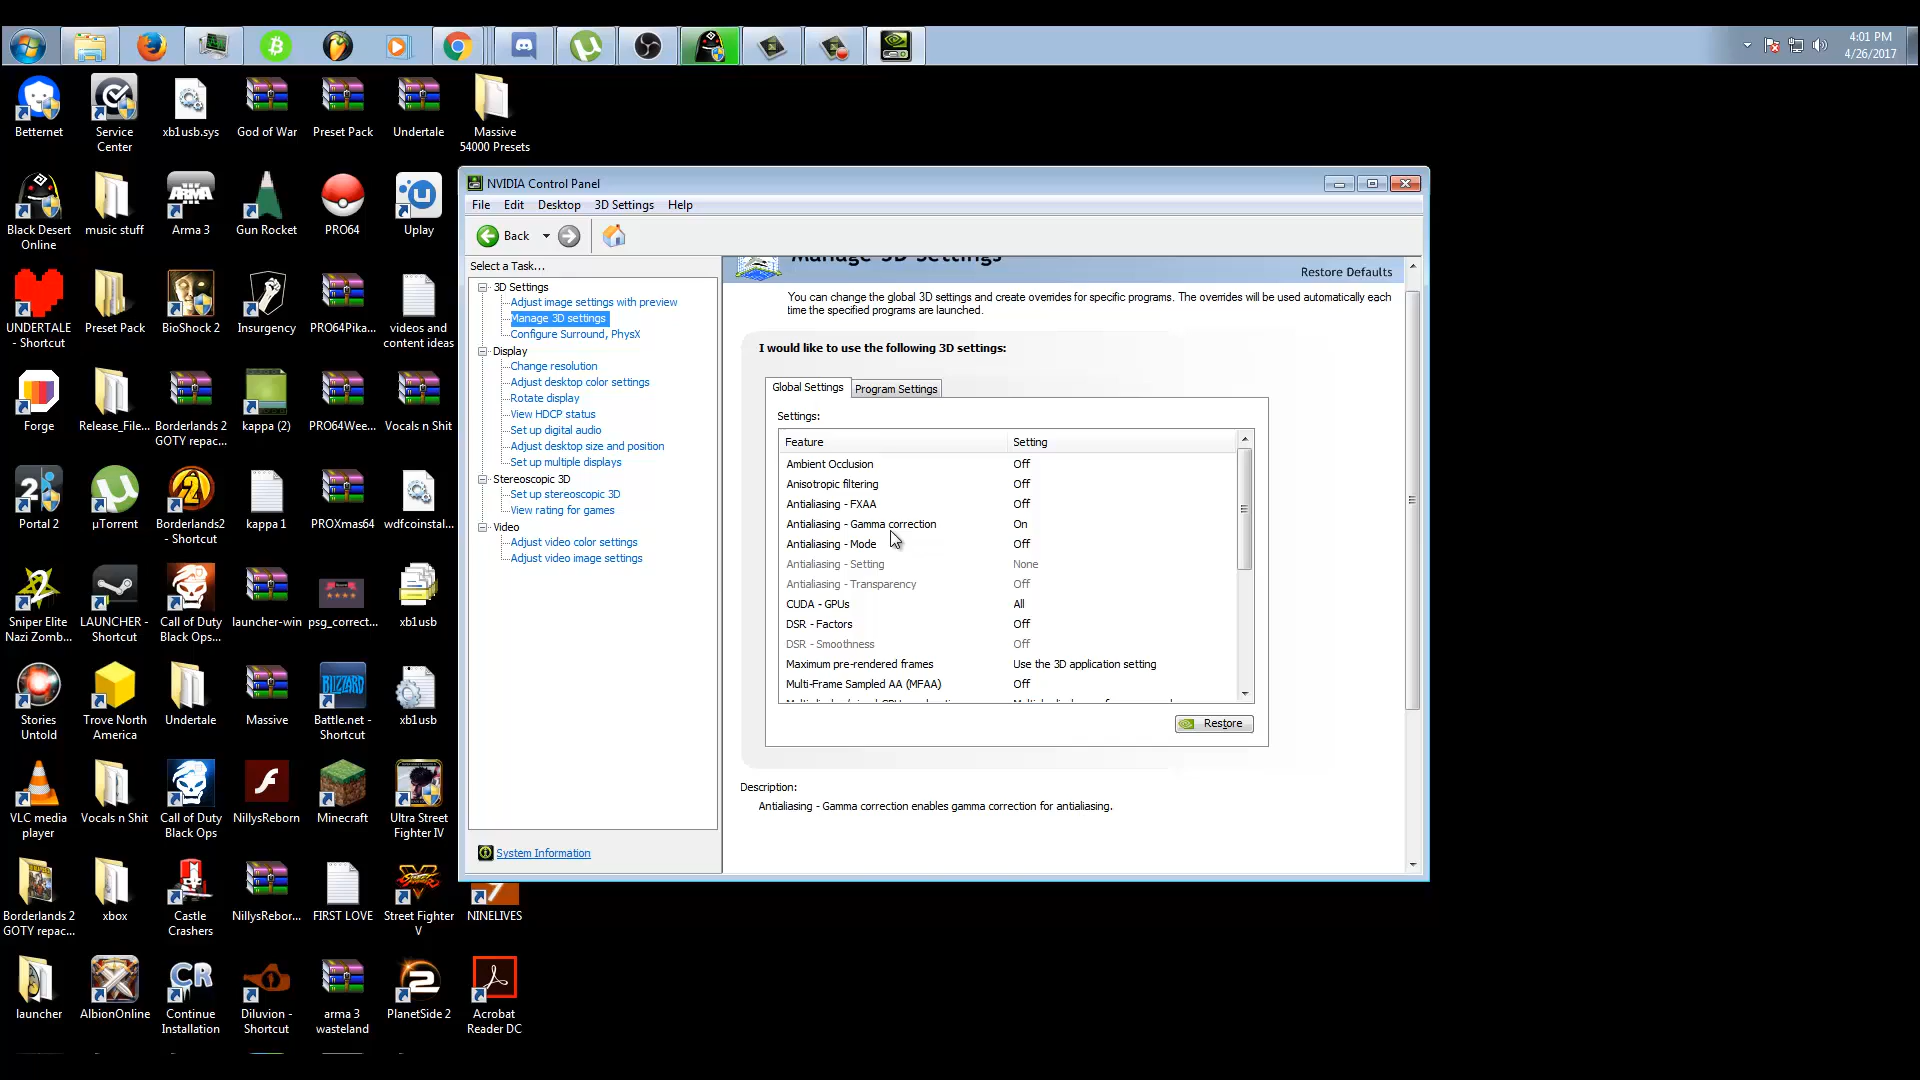 4:01 PM
4/26/2017
Betternet
Service
Center
xb1usb.sys
God of War
Preset Pack
Undertale
Massive
54000 Presets
Black Desert
Online
music stuff
Arma 3
Gun Rocket
PRO64
Uplay
UNDERTALE
- Shortcut
Preset Pack
BioShock 2
Insurgency
PRO64Pika...
videos and
content ideas
Forge
Release_File...
Borderlands 2
GOTY repac...
kappa (2)
PRO64Wee...
Vocals n Shit
Portal 2
µTorrent
Borderlands2
- Shortcut
kappa 1
PROXmas64
wdfcoinstal...
Sniper Elite
Nazi Zomb...
LAUNCHER -
Shortcut
Call of Duty
Black Ops...
launcher-win
psg_correct...
xb1usb
Stories
Untold
Trove North
America
Undertale
Massive
Battle.net -
Shortcut
xb1usb
VLC media
player
Vocals n Shit
Call of Duty
Black Ops
NillysReborn
Minecraft
Ultra Street
Fighter IV
Borderlands 2
GOTY repac...
xbox
Castle
Crashers
NillysRebor...
FIRST LOVE
Street Fighter
V
NINELIVES
launcher
AlbionOnline
Continue
Installation
Diluvion -
Shortcut
arma 3
wasteland
PlanetSide 2
Acrobat
Reader DC
NVIDIA Control Panel
File Edit Desktop 3D Settings Help
Back
Select a Task...
3D Settings
Adjust image settings with preview
Manage 3D settings
Configure Surround, PhysX
Display
Change resolution
Adjust desktop color settings
Rotate display
View HDCP status
Set up digital audio
Adjust desktop size and position
Set up multiple displays
Stereoscopic 3D
Set up stereoscopic 3D
View rating for games
Video
Adjust video color settings
Adjust video image settings
System Information
Manage 3D Settings
Restore Defaults
You can change the global 3D settings and create overrides for specific programs. The overrides will be used automatically each
time the specified programs are launched.
I would like to use the following 3D settings:
Global Settings Program Settings
Settings:
Feature Setting
Ambient Occlusion Off
Anisotropic filtering Off
Antialiasing - FXAA Off
Antialiasing - Gamma correction On
Antialiasing - Mode Off
Antialiasing - Setting None
Antialiasing - Transparency Off
CUDA - GPUs All
DSR - Factors Off
DSR - Smoothness Off
Maximum pre-rendered frames Use the 3D application setting
Multi-Frame Sampled AA (MFAA) Off
Restore
Description:
Antialiasing - Gamma correction enables gamma correction for antialiasing.